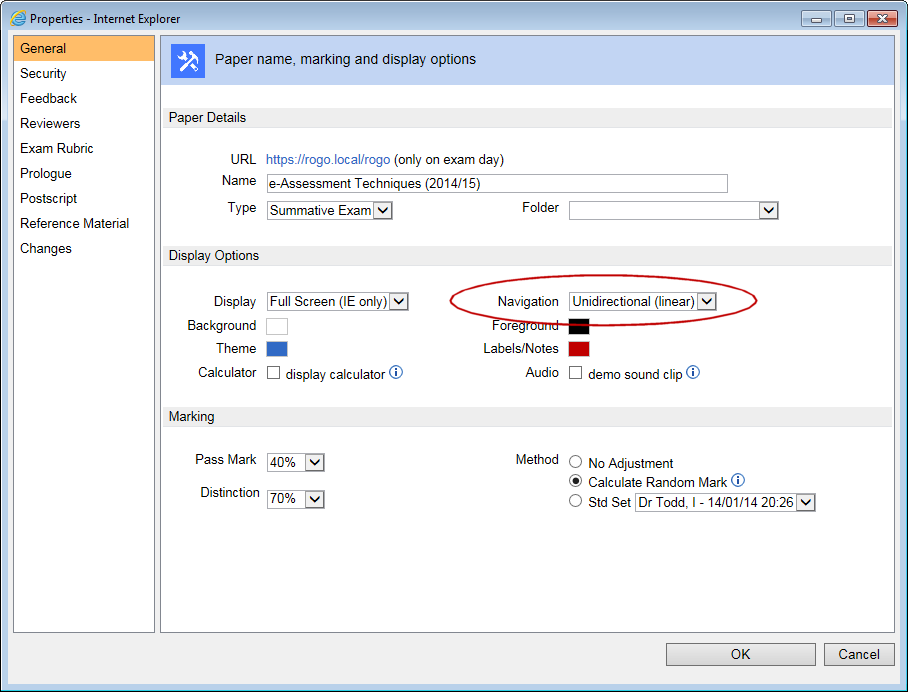 Properties - Internet Explorer
General
Security
Feedback
Reviewers
Exam Rubric
Prologue
Postscript
Reference Material
Changes
Paper name, marking and display options
Paper Details
URL https://rogo.local/rogo (only on exam day)
Name e-Assessment Techniques (2014/15)
Type Summative Exam Folder
Display Options
Display Full Screen (IE only) Navigation Unidirectional (linear)
Background Foreground
Theme Labels/Notes
Calculator display calculator Audio demo sound clip
Marking
Pass Mark 40% Method No Adjustment
Calculate Random Mark
Distinction 70% Std Set Dr Todd, I - 14/01/14 20:26
OK Cancel